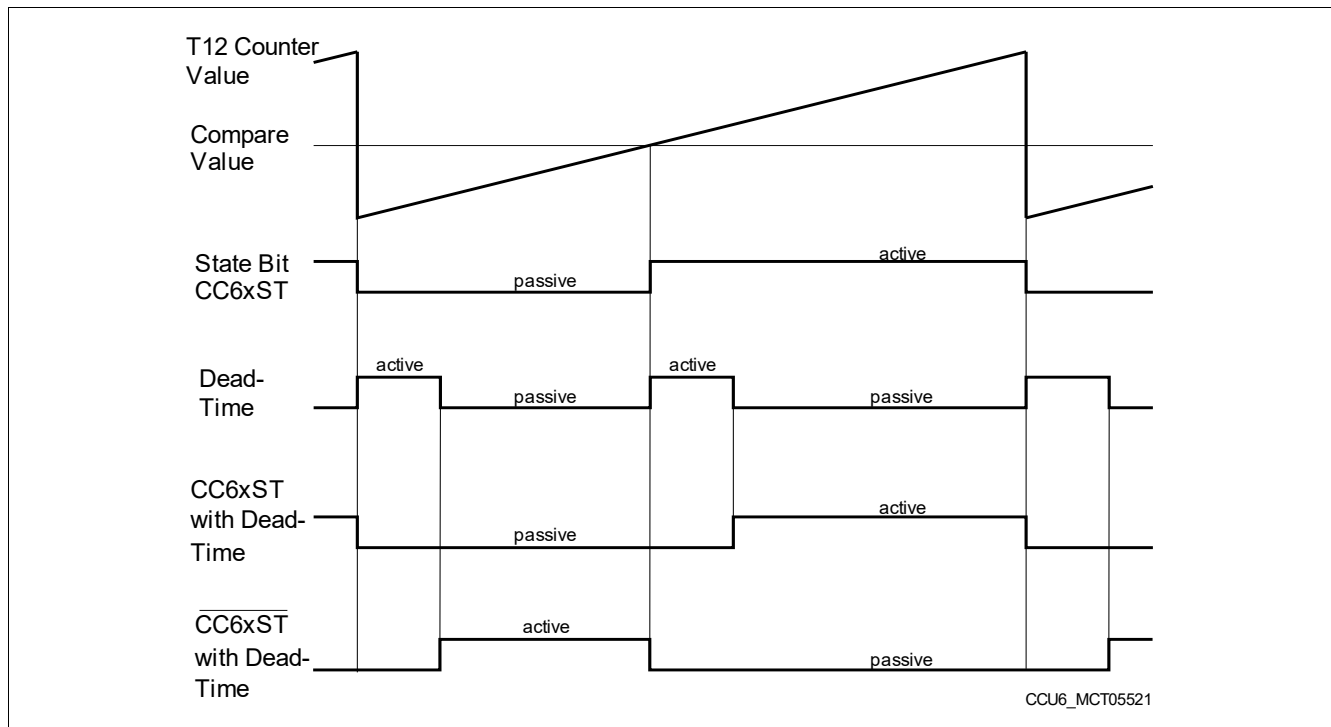 T12 Counter
Value
Compare
Value
State Bit
CC6xST
active
passive
active
active
Dead-
Time
passive
passive
CC6xST
with Dead-
Time
active
passive
CC6xST
with Dead-
Time
active
passive
CCU6_MCT05521